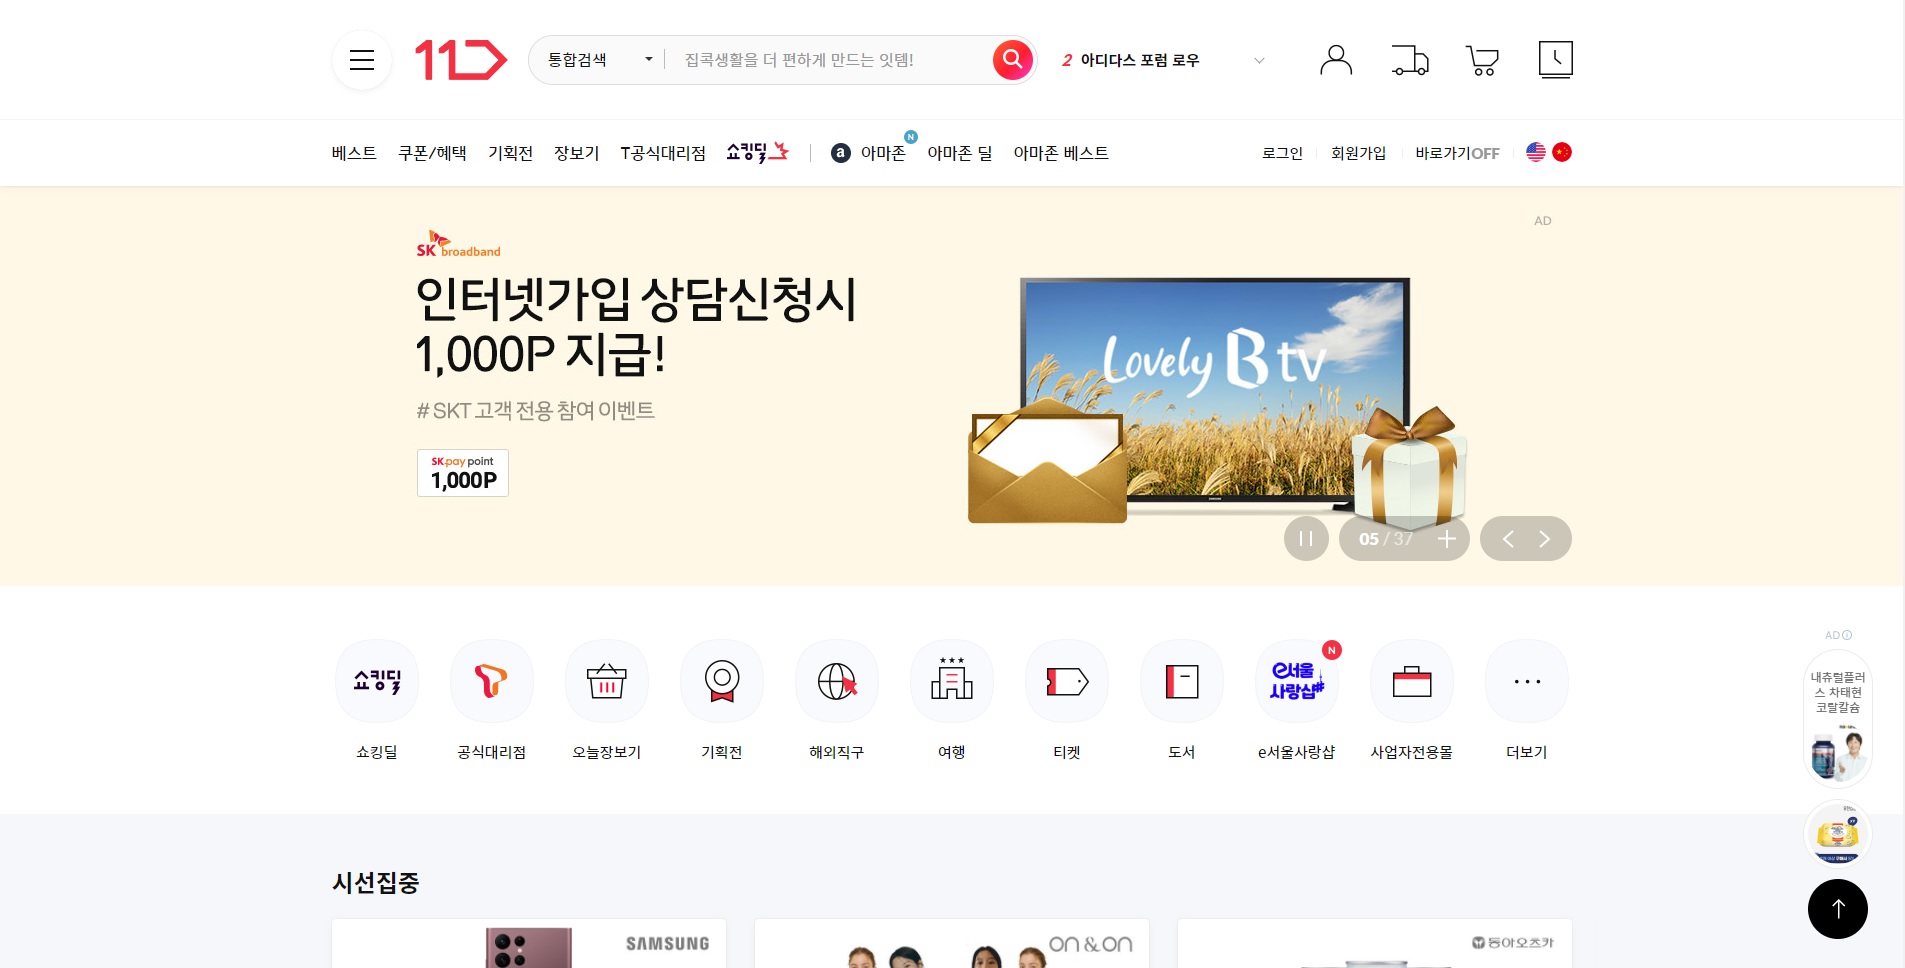 11
통합검색
집콕생활을 더 편하게 만드는 잇템!
2 아디다스 포럼 로우
베스트 쿠폰/혜택 기획전 장보기 T공식대리점 쇼킹딜 a 아마존 N 아마존 딜 아마존 베스트
로그인 회원가입 바로가기OFF
AD
SK broadband
인터넷가입 상담신청시
1,000P 지급!
# SKT 고객 전용 참여 이벤트
SK pay point
1,000P
Lovely B tv
05 / 37
쇼킹딜
e서울
사랑샵#
N
쇼킹딜 공식대리점 오늘장보기 기획전 해외직구 여행 티켓 도서 e서울사랑샵 사업자전용몰 더보기
AD
내츄럴플러
스 차태현
코랄칼슘
시선집중
SAMSUNG
on & on
동아오츠카